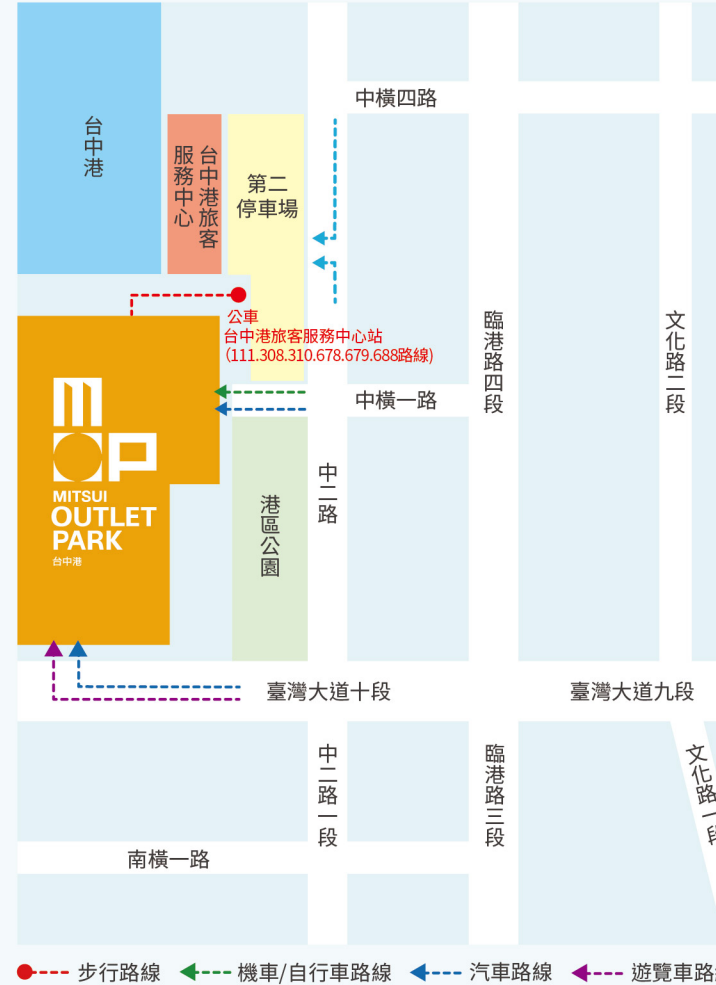 中橫四路
台中港
台中港旅客
服務中心
第二
停車場
公車
台中港旅客服務中心站
(111.308.310.678.679.688路線)
臨港路四段
文化路二段
中橫一路
MOP
MITSUI
OUTLET
PARK
台中港
中二路
港區公園
臺灣大道十段
臺灣大道九段
中二路一段
臨港路三段
文化路一段
南橫一路
步行路線
機車/自行車路線
汽車路線
遊覽車路